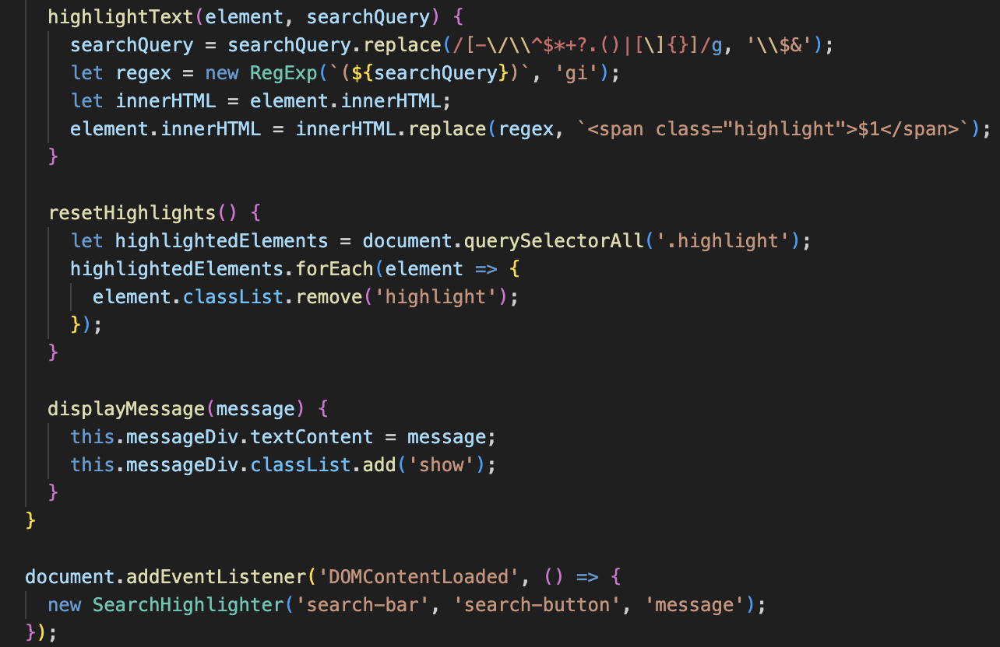 highlightText(element, searchQuery) {
searchQuery = searchQuery.replace(/[-\/\\^$*+?.()|[\]{}]/g, '\\$&');
let regex = new RegExp(`(${searchQuery})`, 'gi');
let innerHTML = element.innerHTML;
element.innerHTML = innerHTML.replace(regex, `<span class="highlight">$1</span>`);
}
resetHighlights() {
let highlightedElements = document.querySelectorAll('.highlight');
highlightedElements.forEach(element => {
element.classList.remove('highlight');
});
}
displayMessage(message) {
this.messageDiv.textContent = message;
this.messageDiv.classList.add('show');
}
}
document.addEventListener('DOMContentLoaded', () => {
new SearchHighlighter('search-bar', 'search-button', 'message');
});